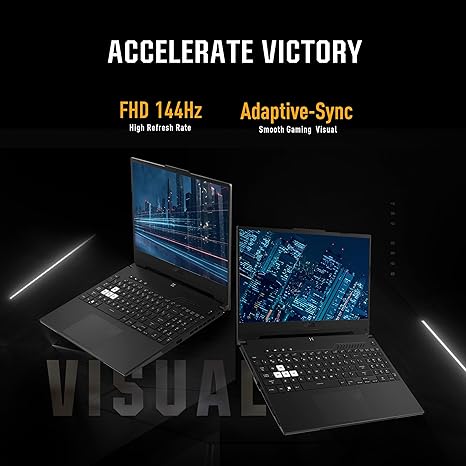 ACCELERATE VICTORY
FHD 144Hz
High Refresh Rate
Adaptive-Sync
Smooth Gaming Visual
VISUAL